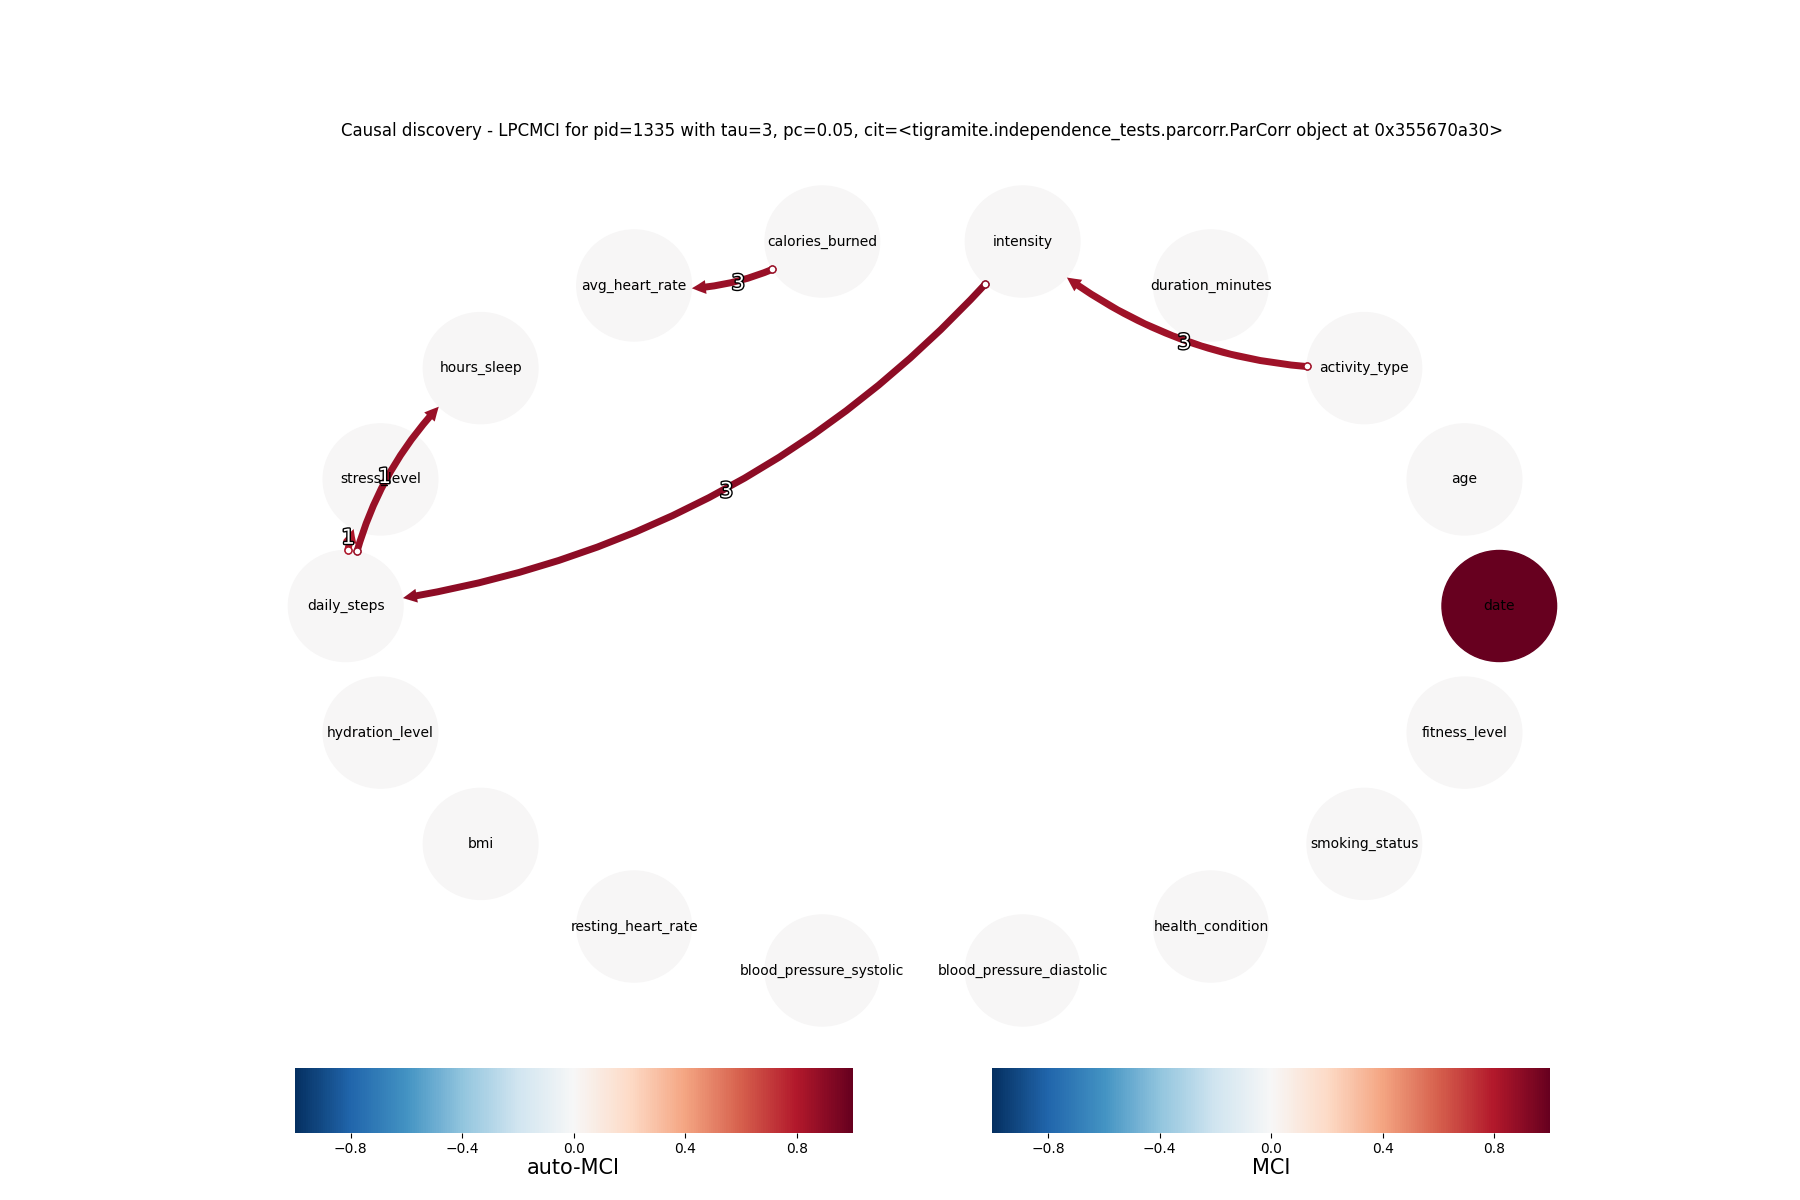 Causal discovery - LPCMCI for pid=1335 with tau=3, pc=0.05, cit=<tigramite.independence_tests.parcorr.ParCorr object at 0x355670a30>
calories_burned
intensity
avg_heart_rate
3
duration_minutes
3
hours_sleep
activity_type
stress_level
1
age
3
1
daily_steps
date
hydration_level
fitness_level
bmi
smoking_status
resting_heart_rate
health_condition
blood_pressure_systolic
blood_pressure_diastolic
−0.8 −0.4 0.0 0.4 0.8
auto-MCI
−0.8 −0.4 0.0 0.4 0.8
MCI